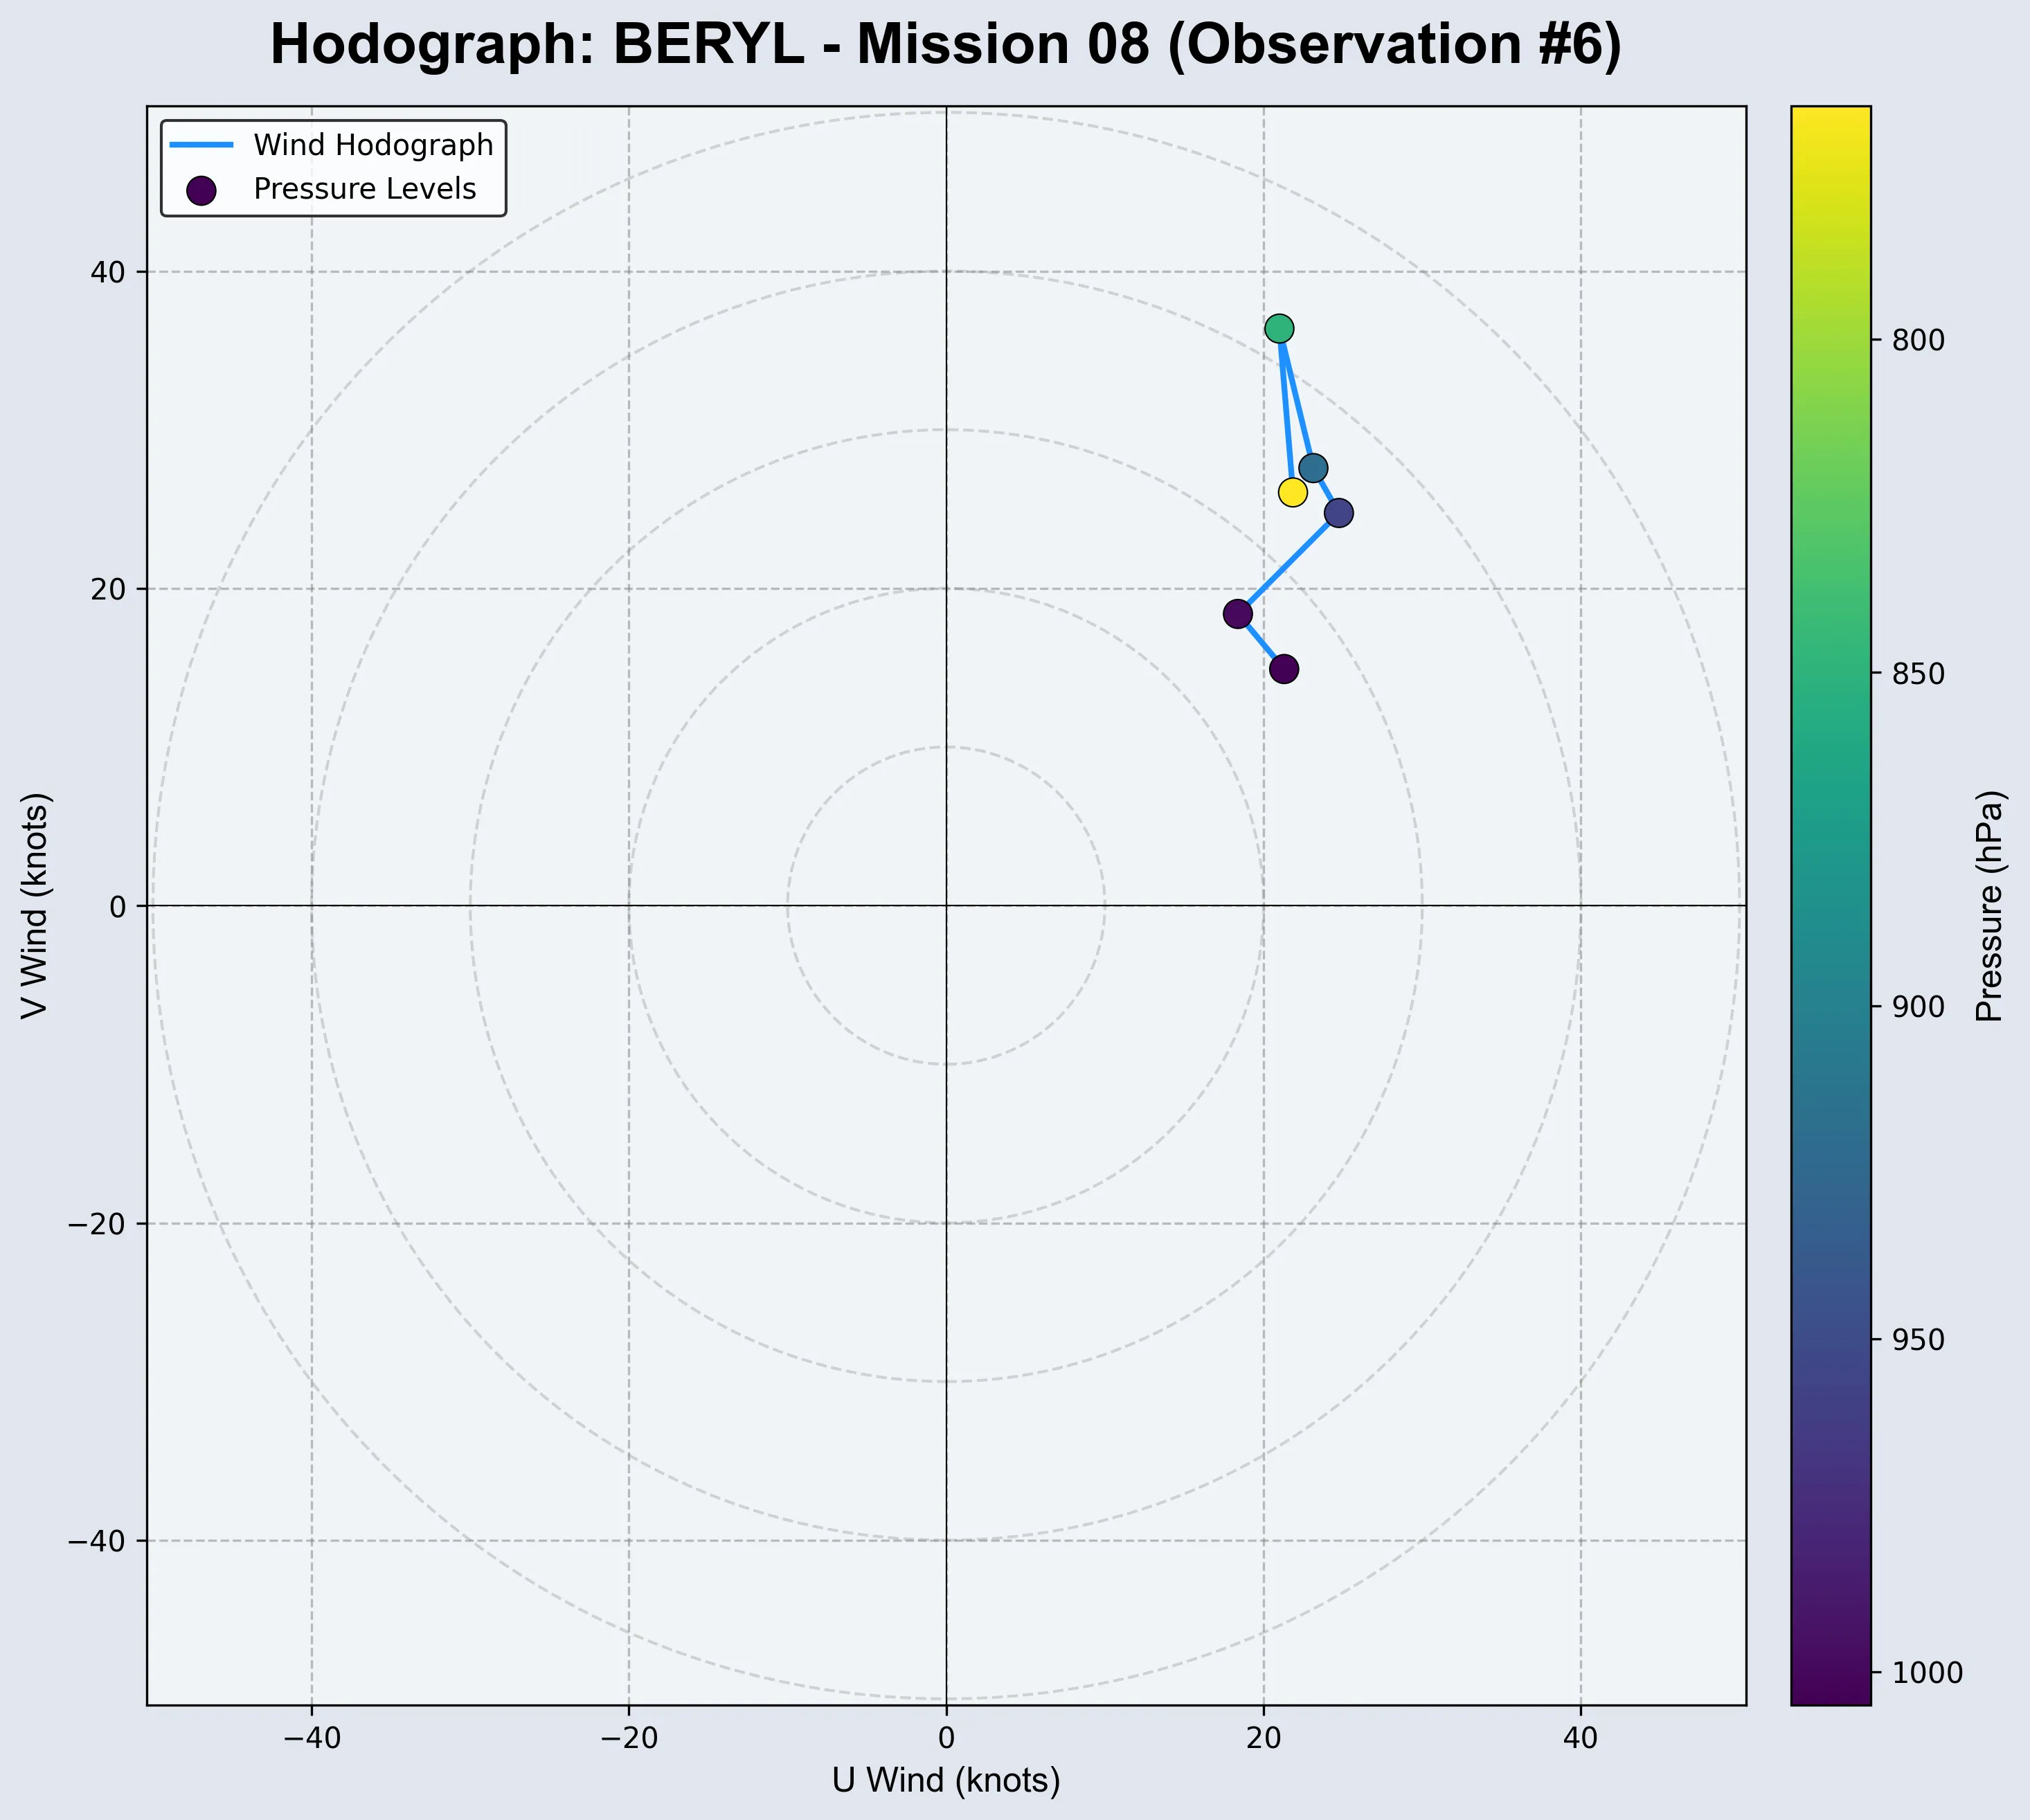 Hodograph: BERYL - Mission 08 (Observation #6)
Wind Hodograph
Pressure Levels
40
20
0
−20
−40
V Wind (knots)
−40
−20
0
20
40
U Wind (knots)
800
850
900
950
1000
Pressure (hPa)